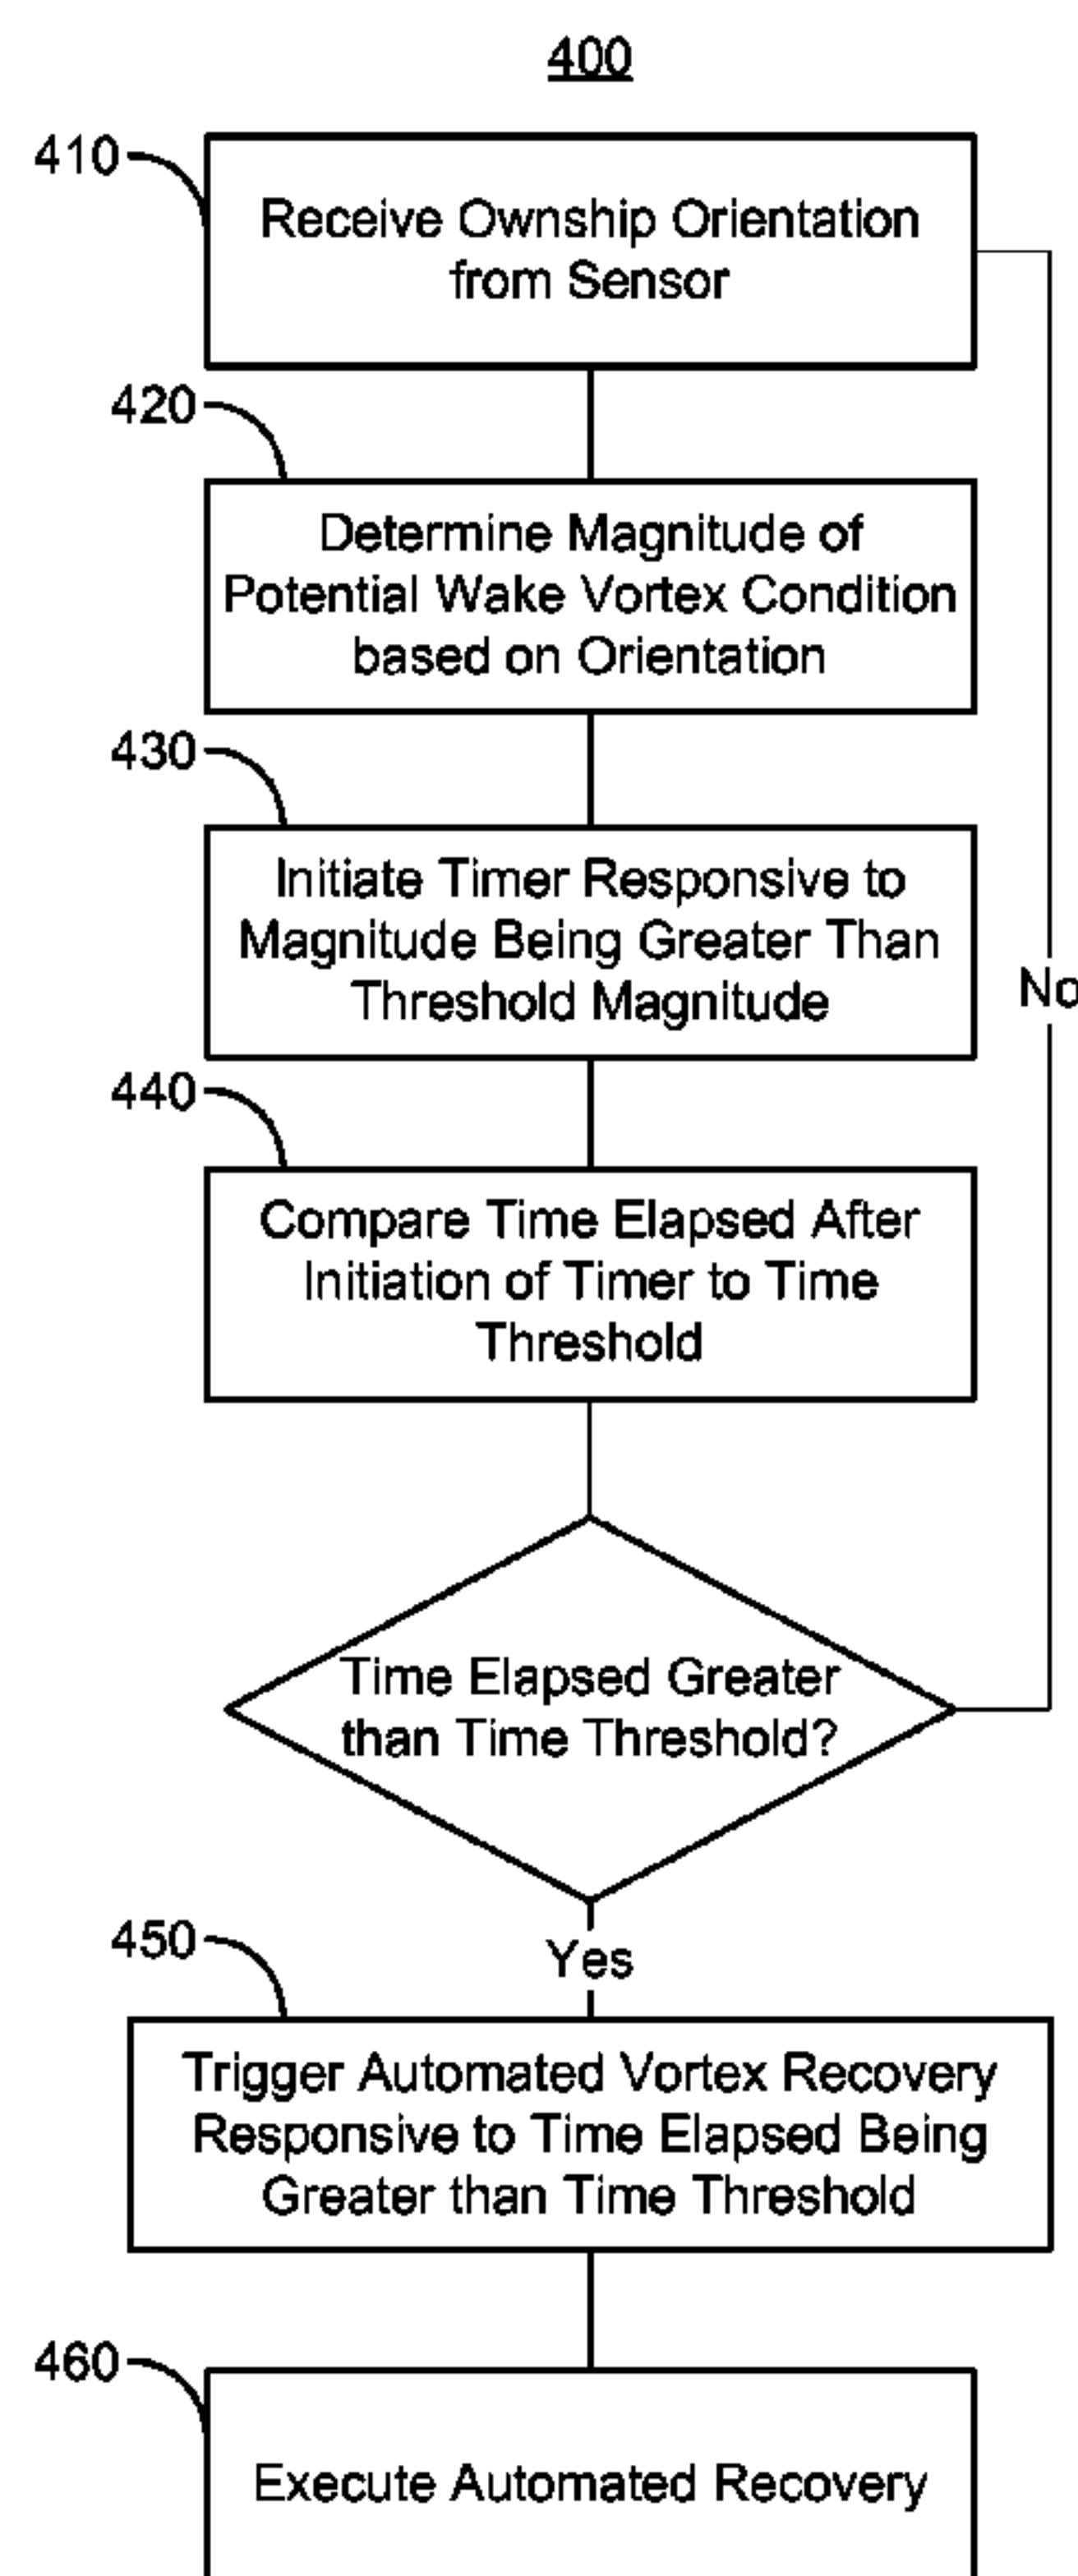 400
410
Receive Ownship Orientation
from Sensor
420
Determine Magnitude of
Potential Wake Vortex Condition
based on Orientation
430
Initiate Timer Responsive to
Magnitude Being Greater Than
Threshold Magnitude
No
440
Compare Time Elapsed After
Initiation of Timer to Time
Threshold
Time Elapsed Greater
than Time Threshold?
Yes
450
Trigger Automated Vortex Recovery
Responsive to Time Elapsed Being
Greater than Time Threshold
460
Execute Automated Recovery